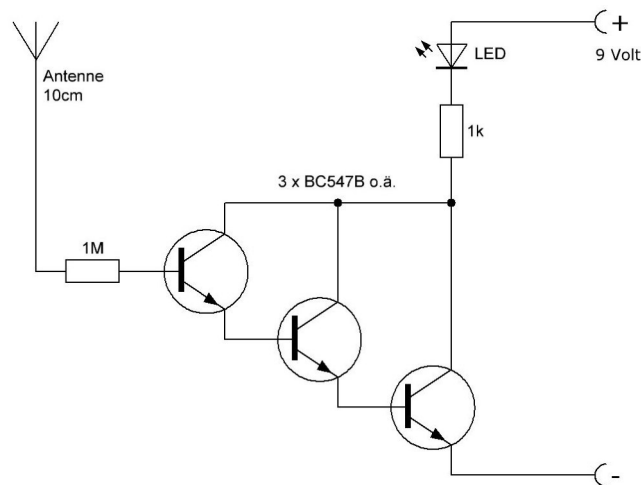 +
LED
9 Volt
Antenne
10cm
1k
3 x BC547B o.ä.
1M
-